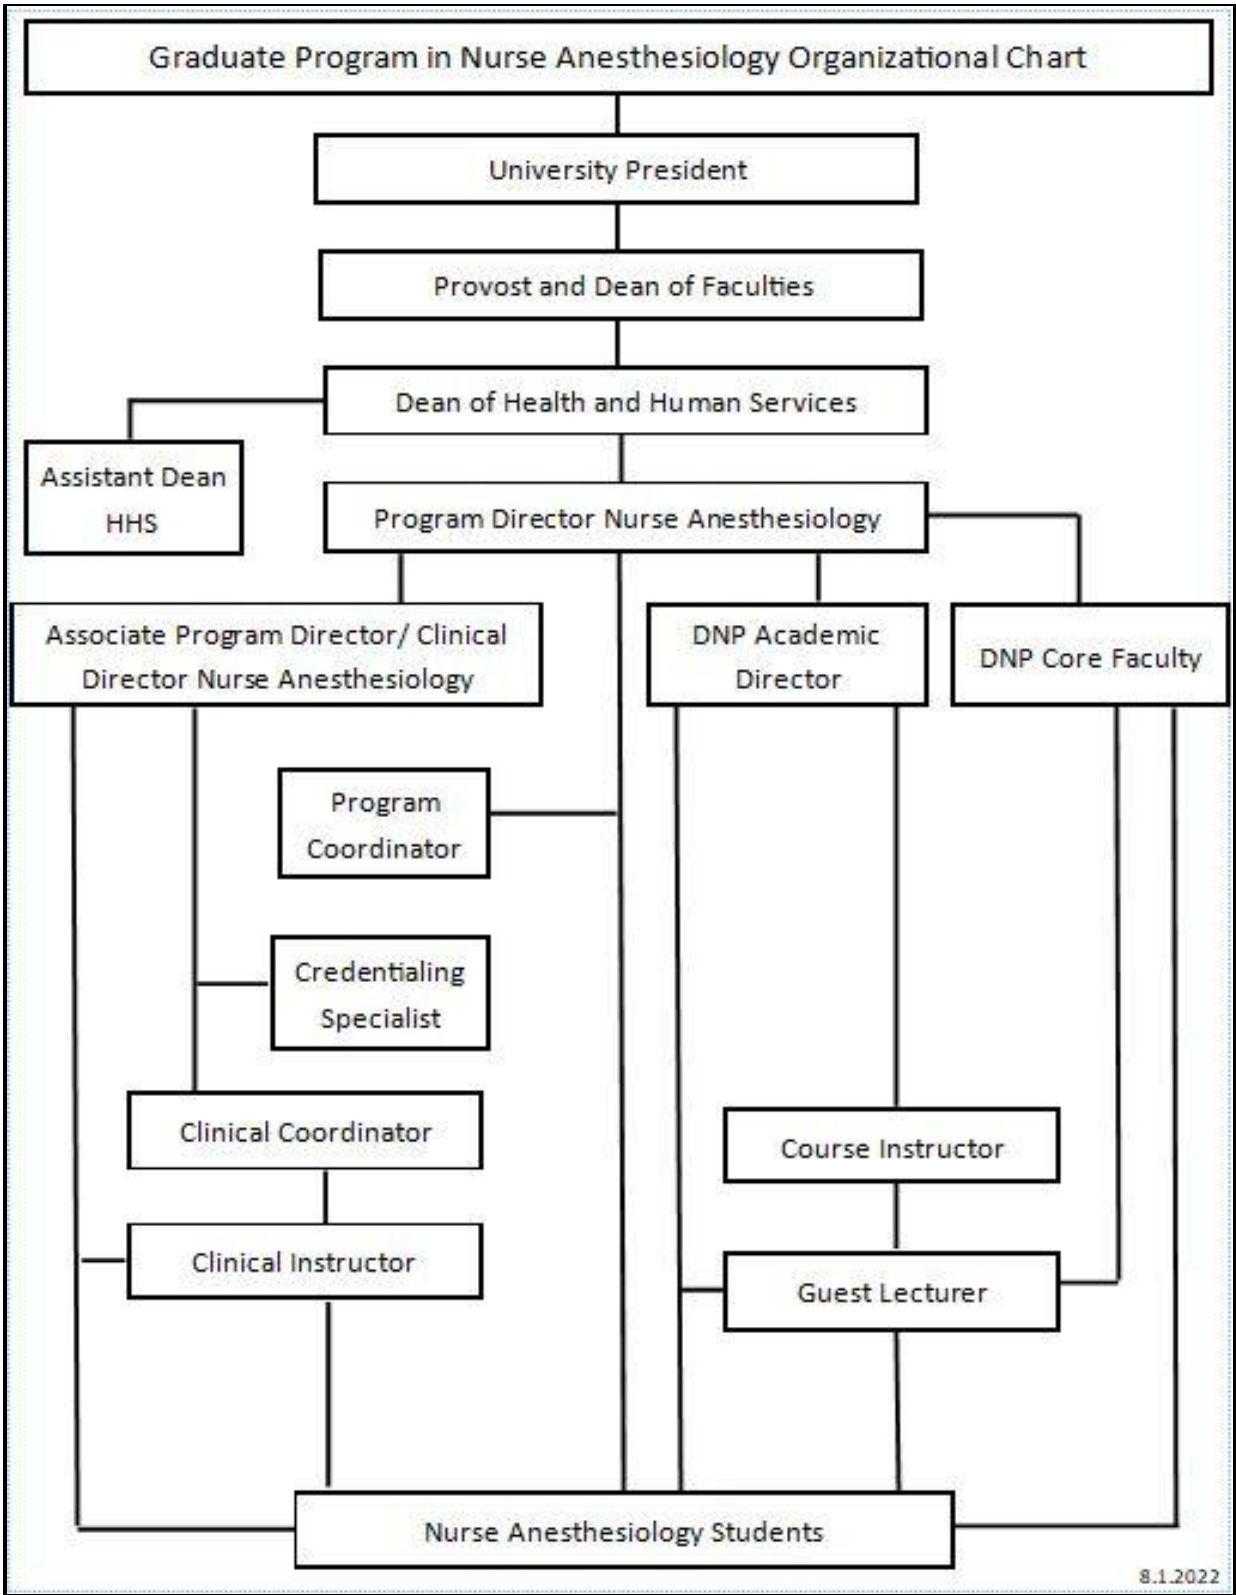 Graduate Program in Nurse Anesthesiology Organizational Chart
University President
Provost and Dean of Faculties
Dean of Health and Human Services
Assistant Dean
HHS
Program Director Nurse Anesthesiology
Associate Program Director/ Clinical
Director Nurse Anesthesiology
DNP Academic
Director
DNP Core Faculty
Program
Coordinator
Credentialing
Specialist
Clinical Coordinator
Course Instructor
Clinical Instructor
Guest Lecturer
Nurse Anesthesiology Students
8.1.2022